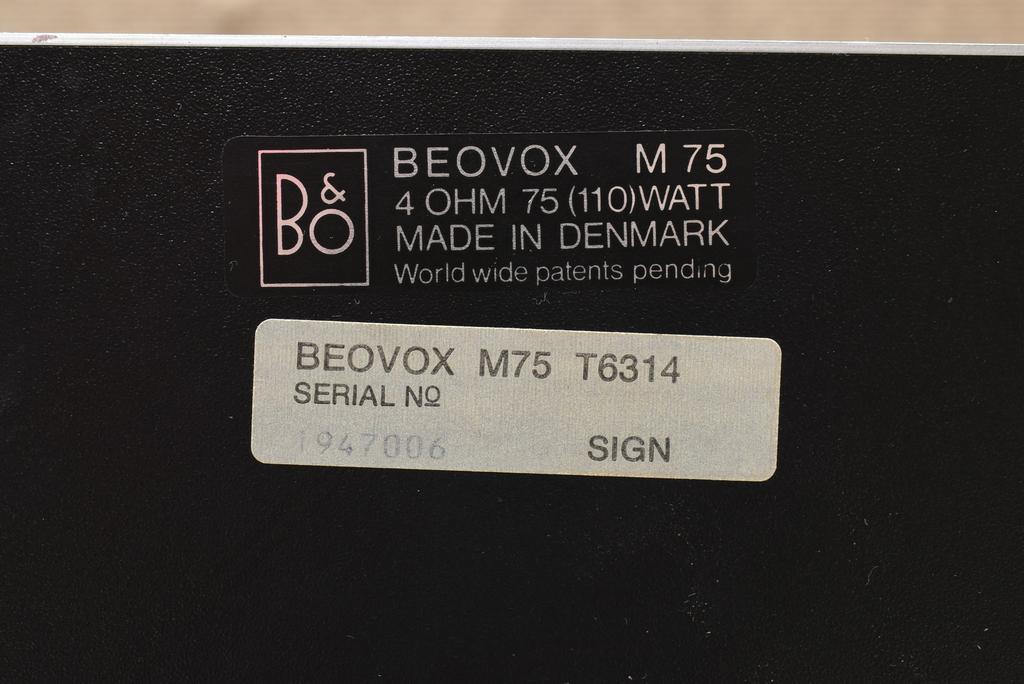 B&O
BEOVOX M 75
4 OHM 75 (110) WATT
MADE IN DENMARK
World wide patents pending
BEOVOX M75 T6314
SERIAL Nº
1947006 SIGN